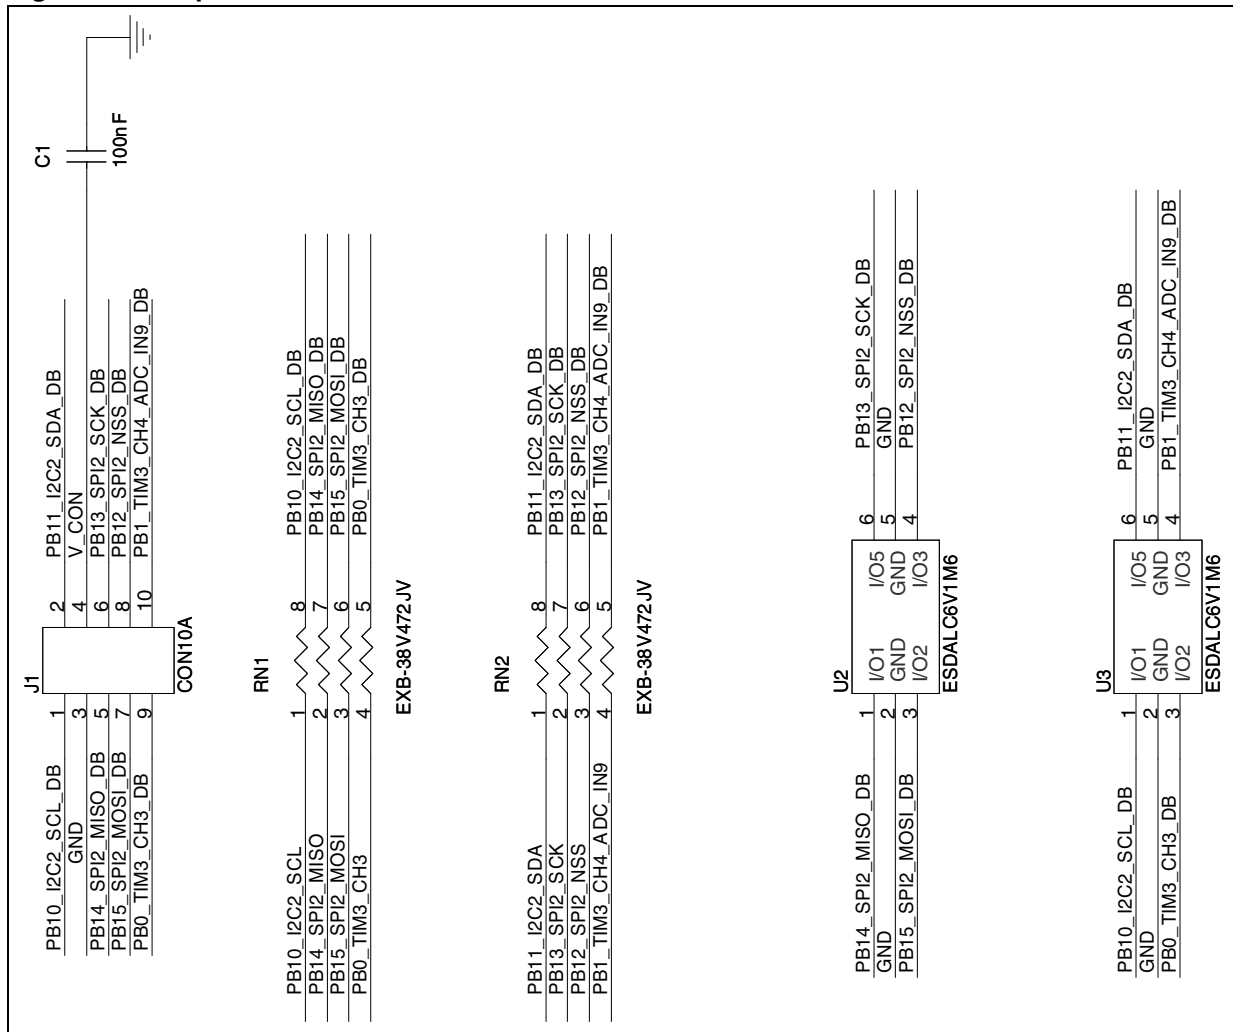 C1
100nF
J1
CON10A
PB11_I2C2_SDA_DB
V_CON
PB13_SPI2_SCK_DB
PB12_SPI2_NSS_DB
PB1_TIM3_CH4_ADC_IN9_DB
2
4
6
8
10
1
3
5
7
9
PB10_I2C2_SCL_DB
GND
PB14_SPI2_MISO_DB
PB15_SPI2_MOSI_DB
PB0_TIM3_CH3_DB
RN1
EXB-38V472JV
PB10_I2C2_SCL_DB
PB14_SPI2_MISO_DB
PB15_SPI2_MOSI_DB
PB0_TIM3_CH3_DB
8
7
6
5
1
2
3
4
PB10_I2C2_SCL
PB14_SPI2_MISO
PB15_SPI2_MOSI
PB0_TIM3_CH3
RN2
EXB-38V472JV
PB11_I2C2_SDA_DB
PB13_SPI2_SCK_DB
PB12_SPI2_NSS_DB
PB1_TIM3_CH4_ADC_IN9_DB
8
7
6
5
1
2
3
4
PB11_I2C2_SDA
PB13_SPI2_SCK
PB12_SPI2_NSS
PB1_TIM3_CH4_ADC_IN9
U2
ESDALC6V1M6
PB13_SPI2_SCK_DB
GND
PB12_SPI2_NSS_DB
6
5
4
I/O1 I/O5
GND GND
I/O2 I/O3
1
2
3
PB14_SPI2_MISO_DB
GND
PB15_SPI2_MOSI_DB
U3
ESDALC6V1M6
PB11_I2C2_SDA_DB
GND
PB1_TIM3_CH4_ADC_IN9_DB
6
5
4
I/O1 I/O5
GND GND
I/O2 I/O3
1
2
3
PB10_I2C2_SCL_DB
GND
PB0_TIM3_CH3_DB